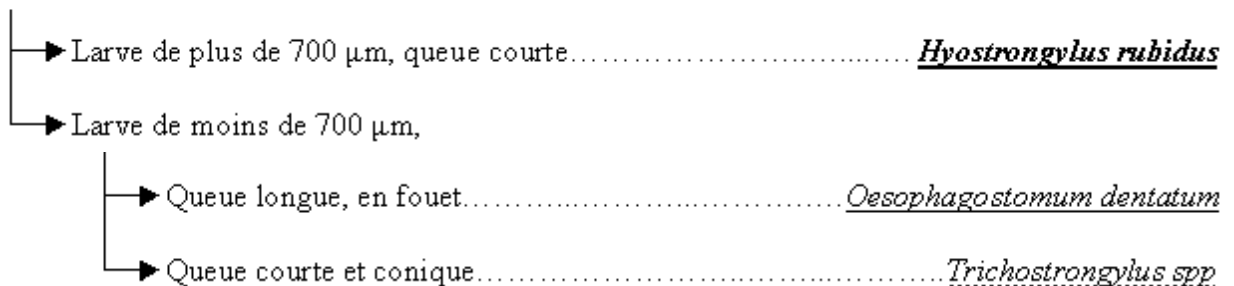 Larve de plus de 700 µm, queue courte……………………........…. Hyostrongylus rubidus
Larve de moins de 700 µm,
Queue longue, en fouet………...…………...………….Oesophagostomum dentatum
Queue courte et conique…………………………...……………Trichostrongylus spp